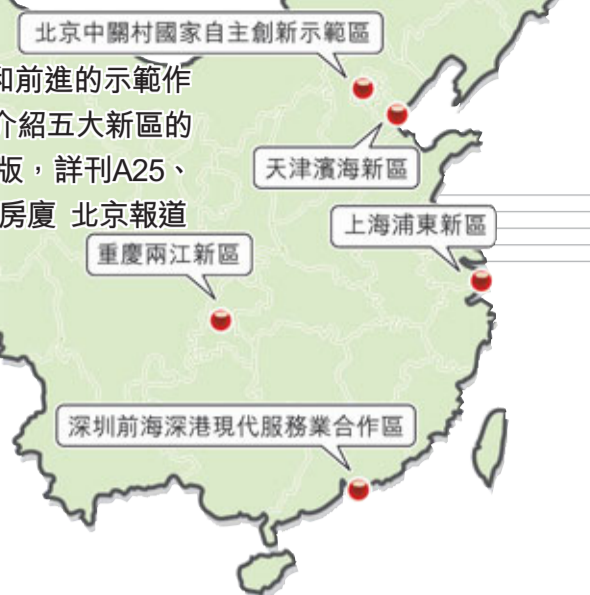 北京中關村國家自主創新示範區
和前進的示範作
介紹五大新區的
版，詳刊A25、
房廈 北京報道
天津濱海新區
上海浦東新區
重慶兩江新區
深圳前海深港現代服務業合作區